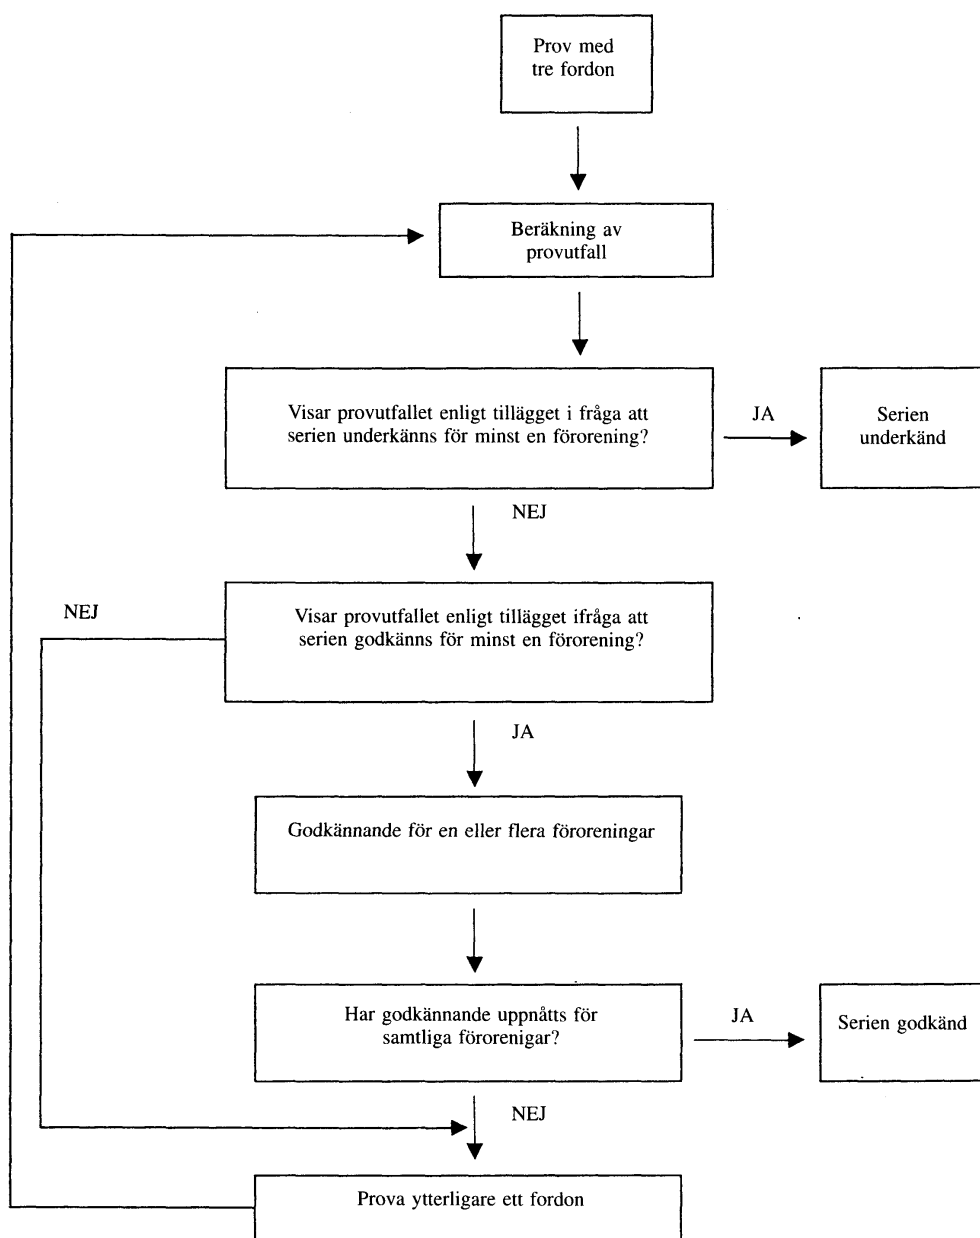 Prov med
tre fordon
Beräkning av
provutfall
Visar provutfallet enligt tillägget i fråga att
serien underkänns för minst en förorening?
JA
Serien
underkänd
NEJ
Visar provutfallet enligt tillägget ifråga att
serien godkänns för minst en förorening?
NEJ
JA
Godkännande för en eller flera föroreningar
Har godkännande uppnåtts för
samtliga förorenigar?
JA
Serien godkänd
NEJ
Prova ytterligare ett fordon